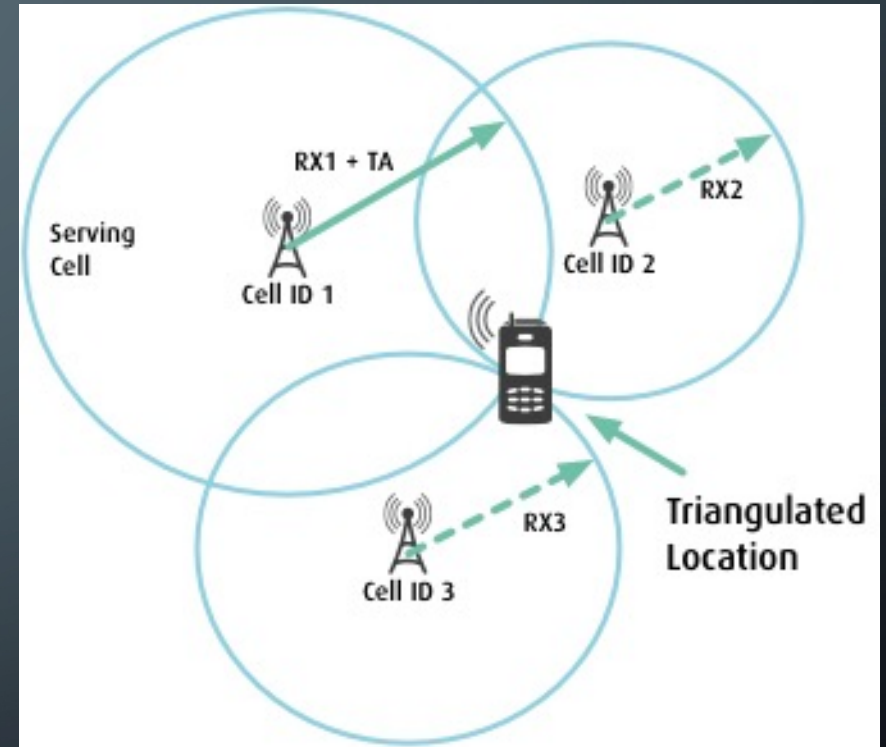 RX1 + TA
RX2
Serving
Cell
Cell ID 1
Cell ID 2
RX3
Cell ID 3
Triangulated
Location